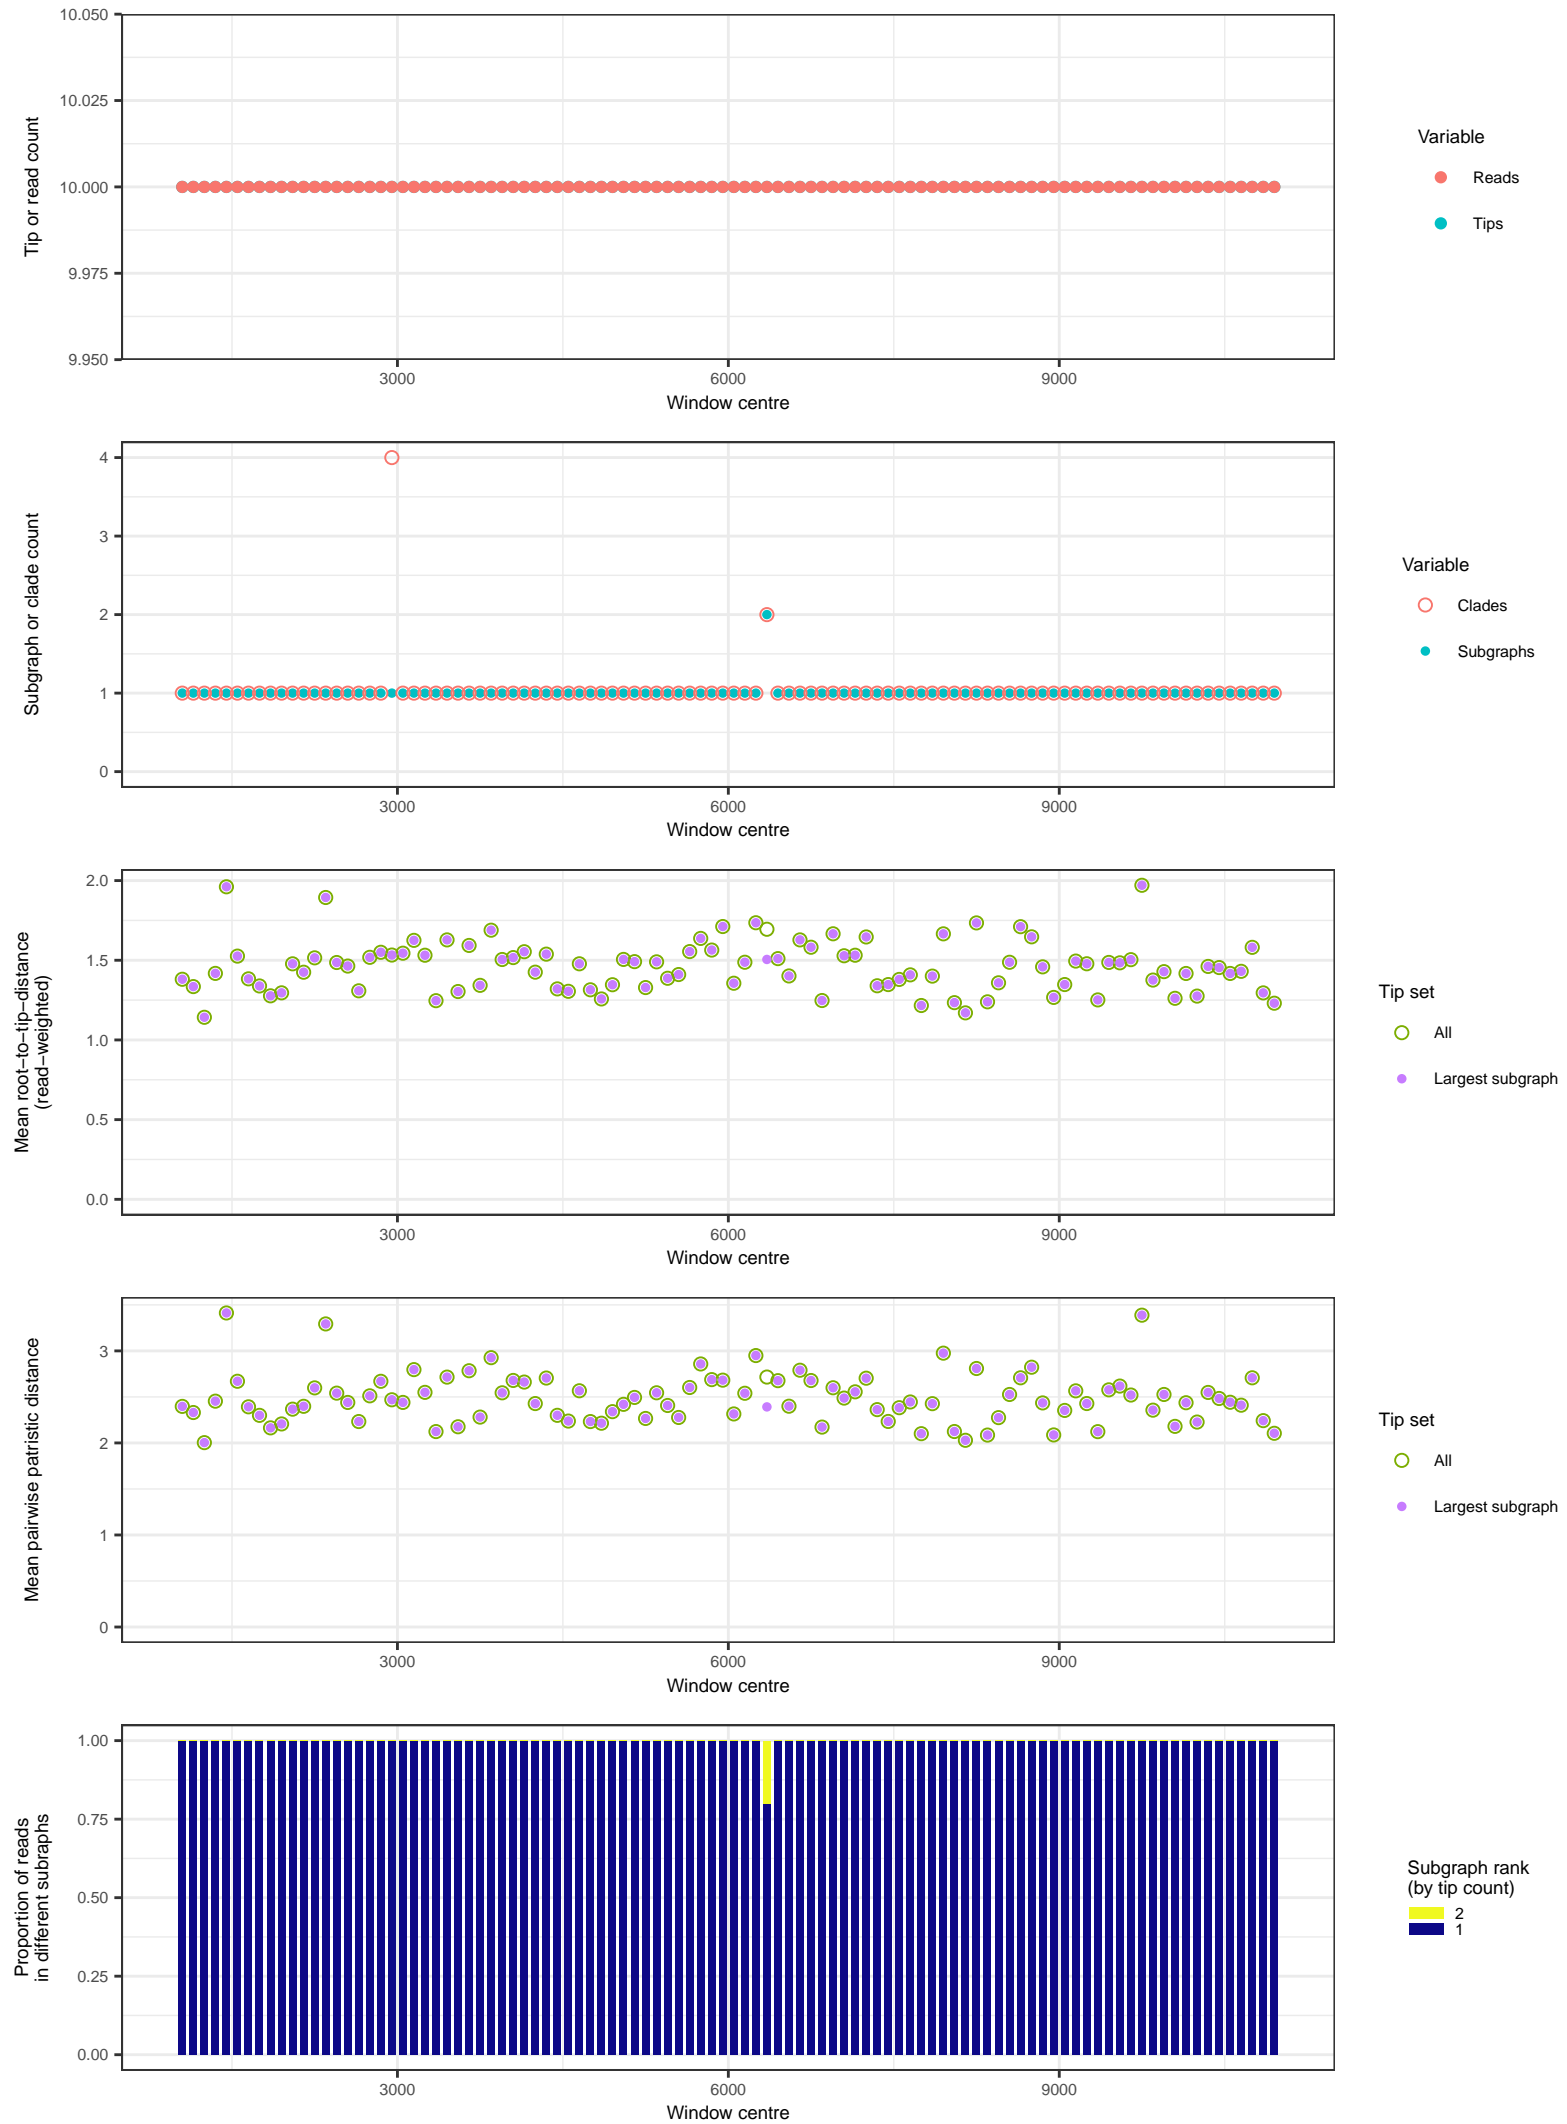 10.050
10.025
10.000
9.975
9.950
Tip or read count
3000
6000
9000
Window centre
Variable
Reads
Tips
4
3
2
1
0
Subgraph or clade count
3000
6000
9000
Window centre
Variable
Clades
Subgraphs
2.0
1.5
1.0
0.5
0.0
Mean root−to−tip−distance
(read−weighted)
3000
6000
9000
Window centre
Tip set
All
Largest subgraph
3
2
1
0
Mean pairwise patristic distance
3000
6000
9000
Window centre
Tip set
All
Largest subgraph
1.00
0.75
0.50
0.25
0.00
Proportion of reads
in different subraphs
3000
6000
9000
Window centre
Subgraph rank
(by tip count)
2
1